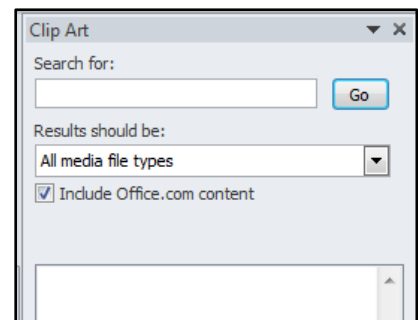 Clip Art
Search for:
Go
Results should be:
All media file types
Include Office.com content